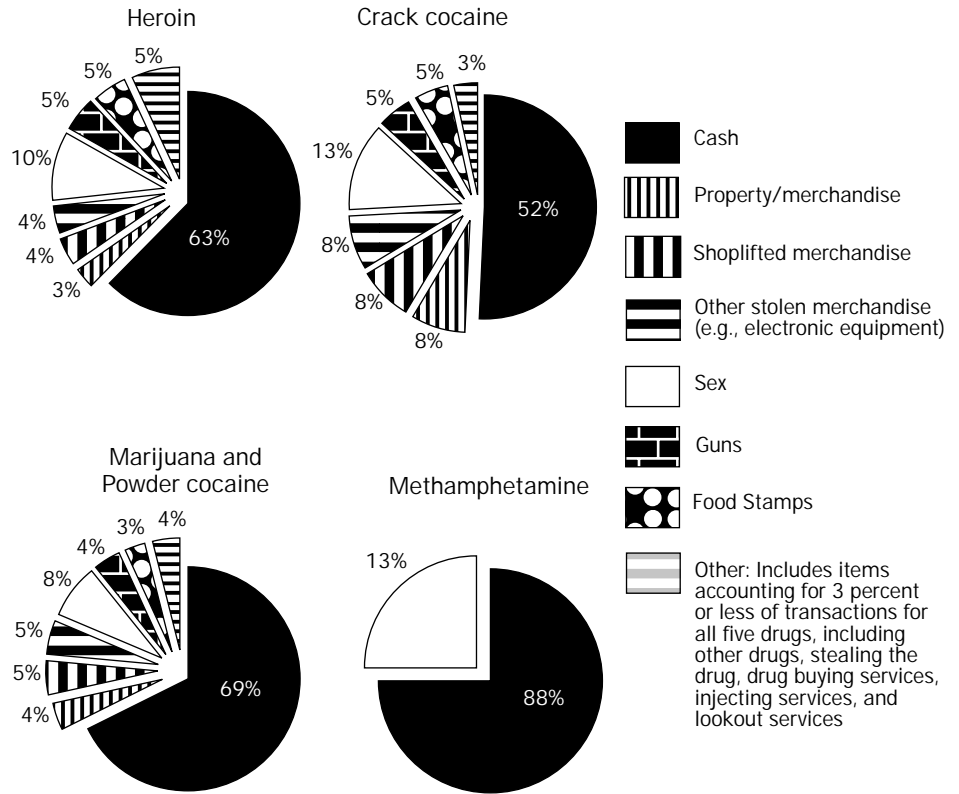 Heroin
5%
5%
5%
10%
4%
4%
3%
63%
Crack cocaine
3%
5%
5%
13%
8%
8%
8%
52%
Marijuana and
Powder cocaine
4%
3%
4%
8%
5%
5%
4%
69%
Methamphetamine
13%
88%
Cash
Property/merchandise
Shoplifted merchandise
Other stolen merchandise
(e.g., electronic equipment)
Sex
Guns
Food Stamps
Other: Includes items
accounting for 3 percent
or less of transactions for
all five drugs, including
other drugs, stealing the
drug, drug buying services,
injecting services, and
lookout services